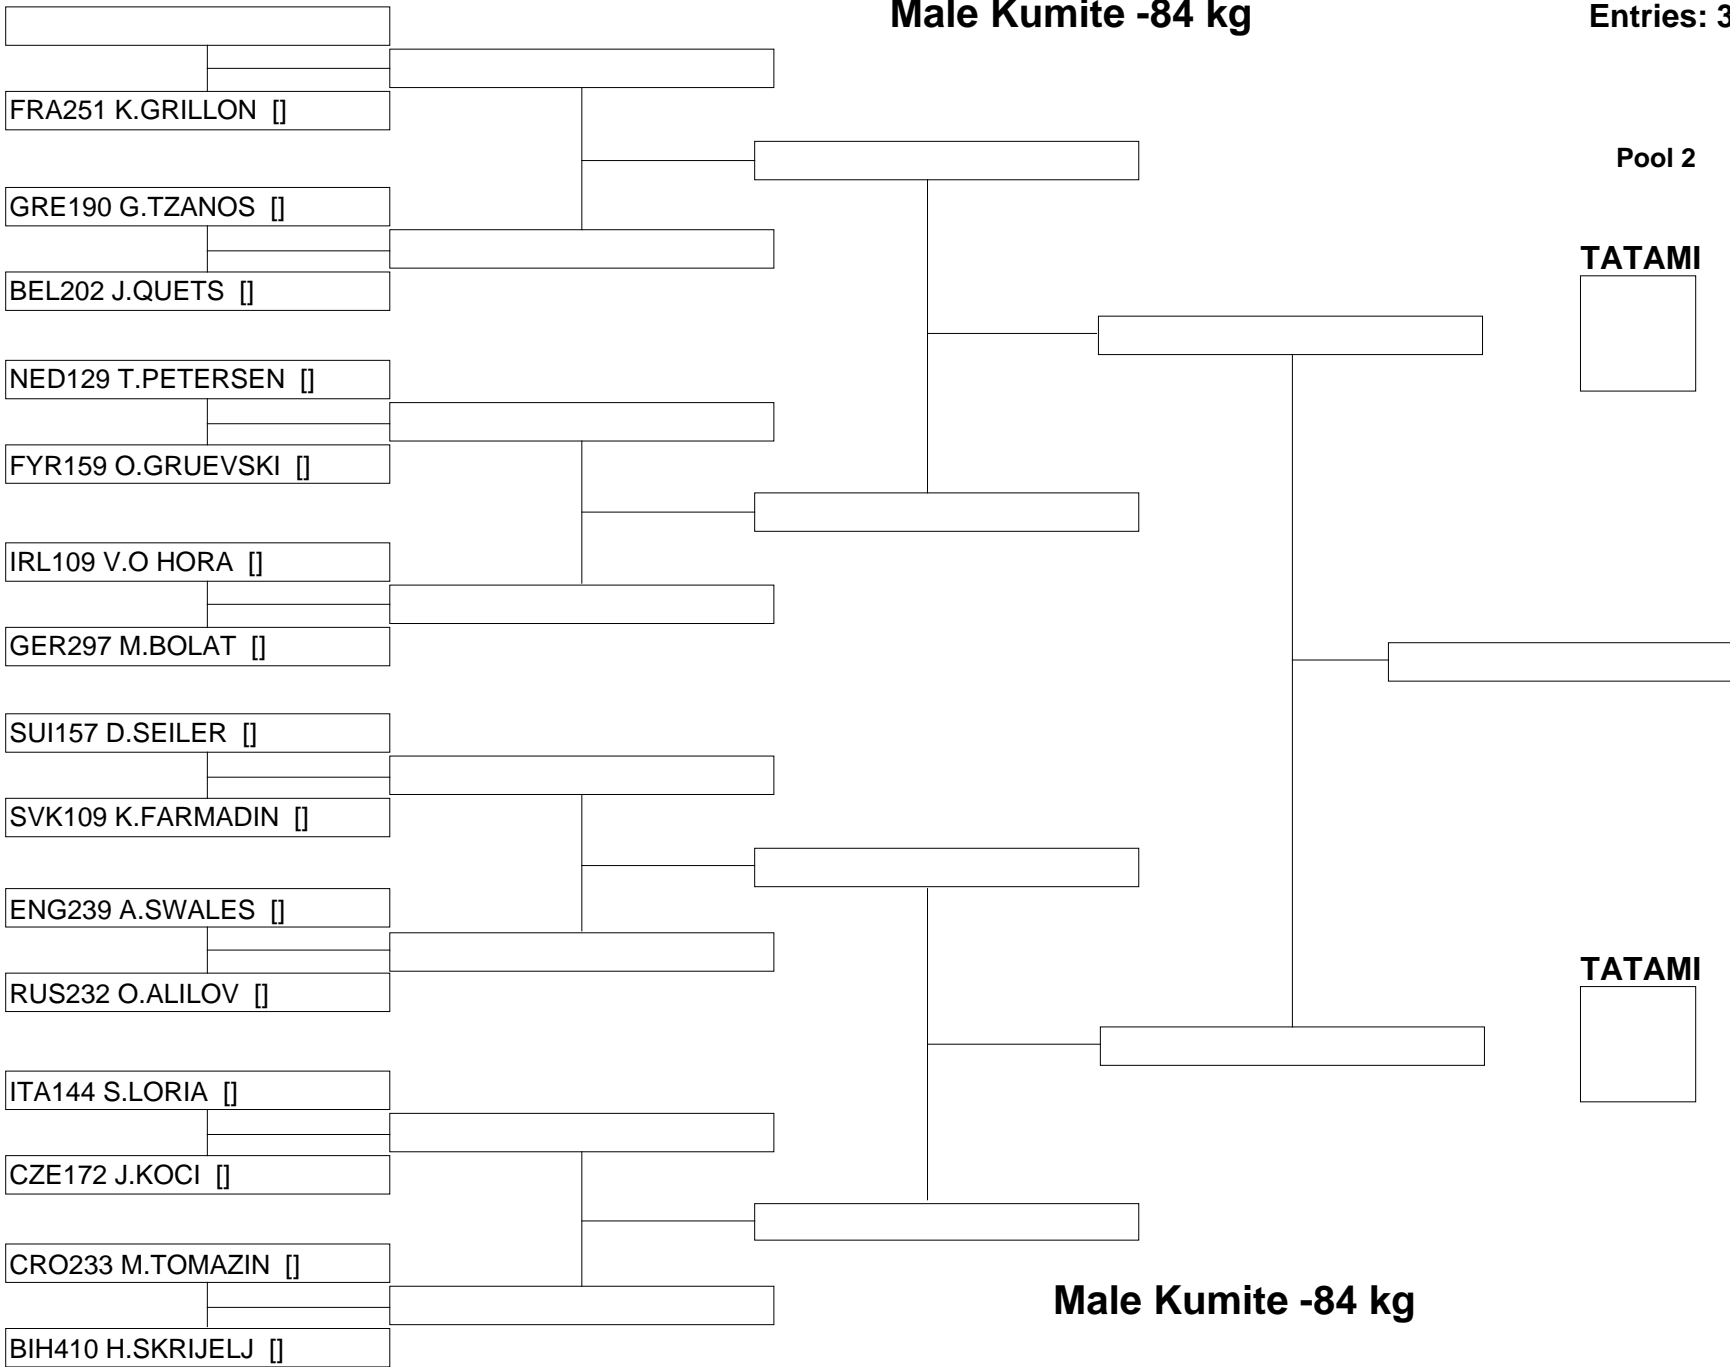 Male Kumite -84 kg
Entries: 3
FRA251 K.GRILLON []
Pool 2
GRE190 G.TZANOS []
TATAMI
BEL202 J.QUETS []
NED129 T.PETERSEN []
FYR159 O.GRUEVSKI []
IRL109 V.O HORA []
GER297 M.BOLAT []
SUI157 D.SEILER []
SVK109 K.FARMADIN []
ENG239 A.SWALES []
TATAMI
RUS232 O.ALILOV []
ITA144 S.LORIA []
CZE172 J.KOCI []
CRO233 M.TOMAZIN []
Male Kumite -84 kg
BIH410 H.SKRIJELJ []